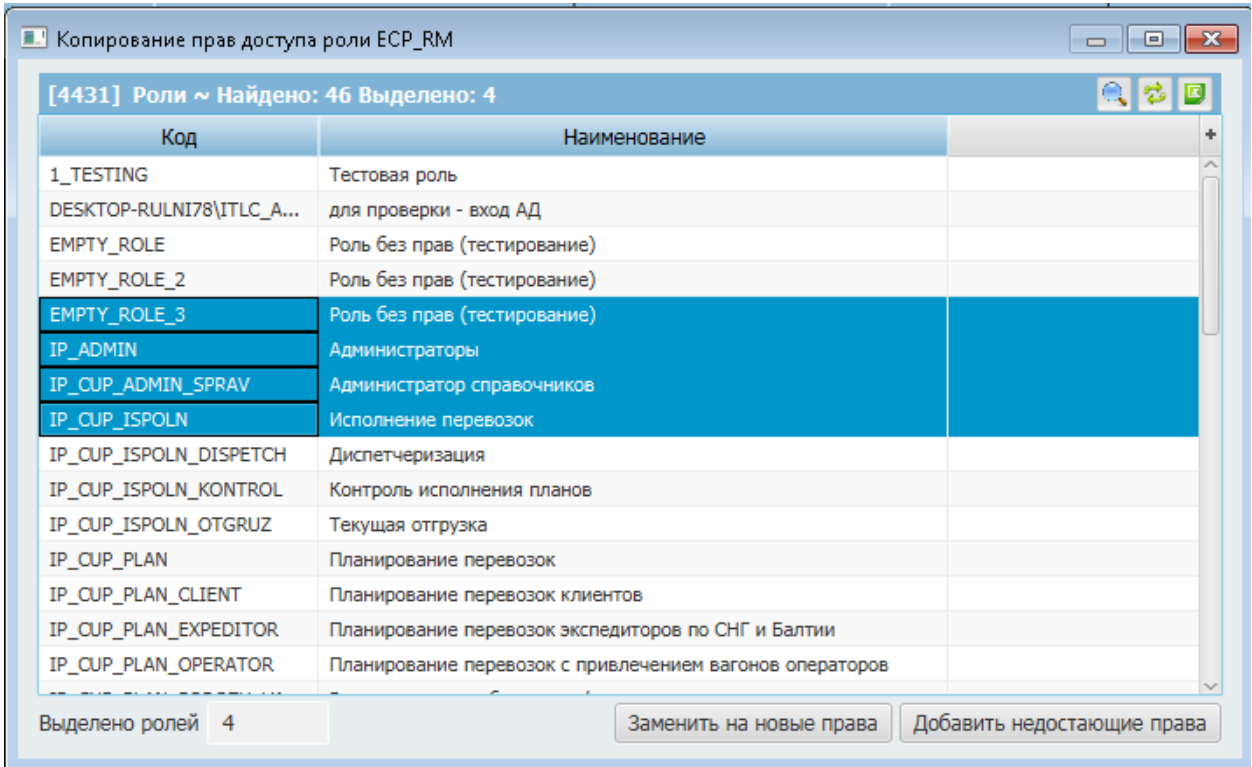 Копирование прав доступа роли ECP_RM
[4431] Роли ~ Найдено: 46 Выделено: 4
Код Наименование +
1_TESTING Тестовая роль
DESKTOP-RULNI78\ITLC_A... для проверки - вход АД
EMPTY_ROLE Роль без прав (тестирование)
EMPTY_ROLE_2 Роль без прав (тестирование)
EMPTY_ROLE_3 Роль без прав (тестирование)
IP_ADMIN Администраторы
IP_CUP_ADMIN_SPRAV Администратор справочников
IP_CUP_ISPOLN Исполнение перевозок
IP_CUP_ISPOLN_DISPETCH Диспетчеризация
IP_CUP_ISPOLN_KONTROL Контроль исполнения планов
IP_CUP_ISPOLN_OTGRUZ Текущая отгрузка
IP_CUP_PLAN Планирование перевозок
IP_CUP_PLAN_CLIENT Планирование перевозок клиентов
IP_CUP_PLAN_EXPEDITOR Планирование перевозок экспедиторов по СНГ и Балтии
IP_CUP_PLAN_OPERATOR Планирование перевозок с привлечением вагонов операторов
Выделено ролей 4 Заменить на новые права Добавить недостающие права